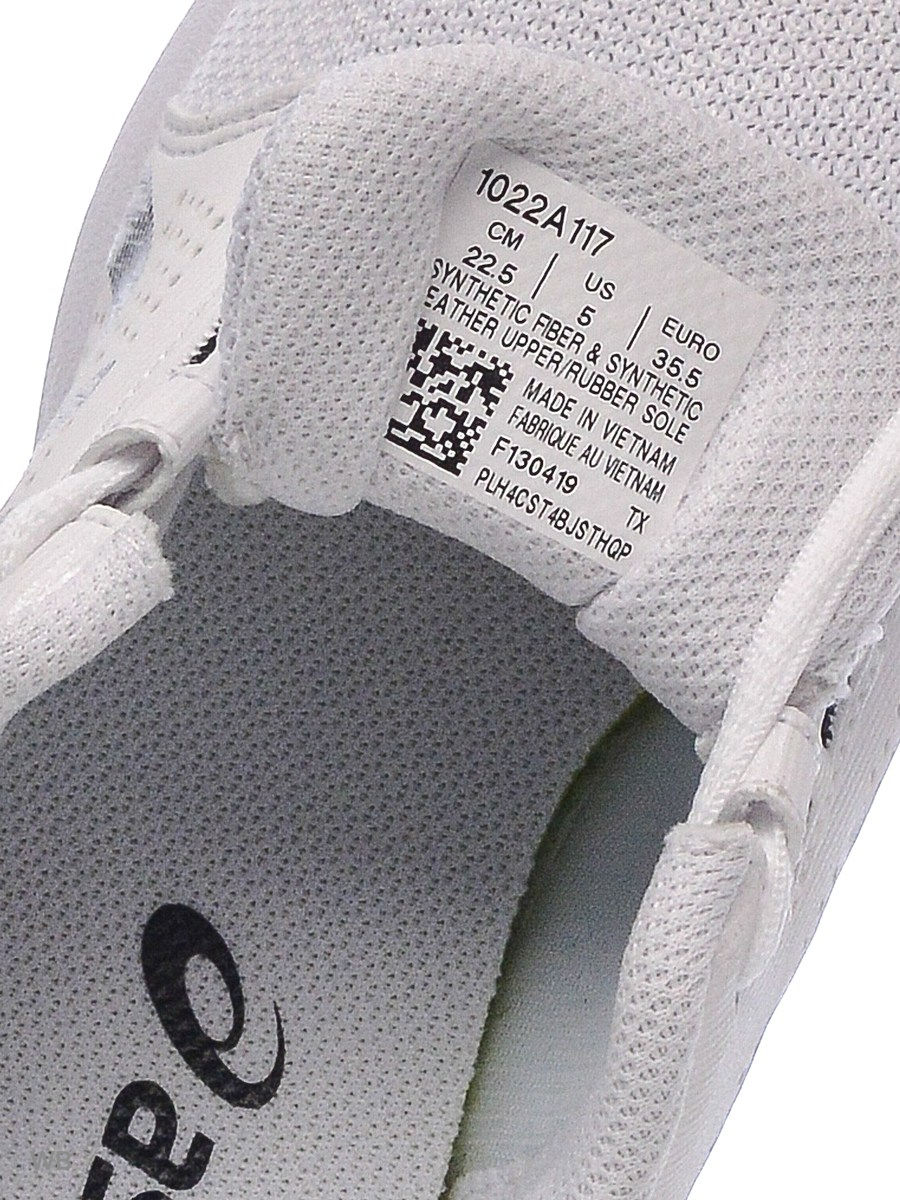 1022A117
CM | US | EURO
22.5 5 35.5
SYNTHETIC FIBER & SYNTHETIC
EATHER UPPER/RUBBER SOLE
MADE IN VIETNAM
FABRIQUE AU VIETNAM
F130419 TX
PLH4CST4BJSTHQP